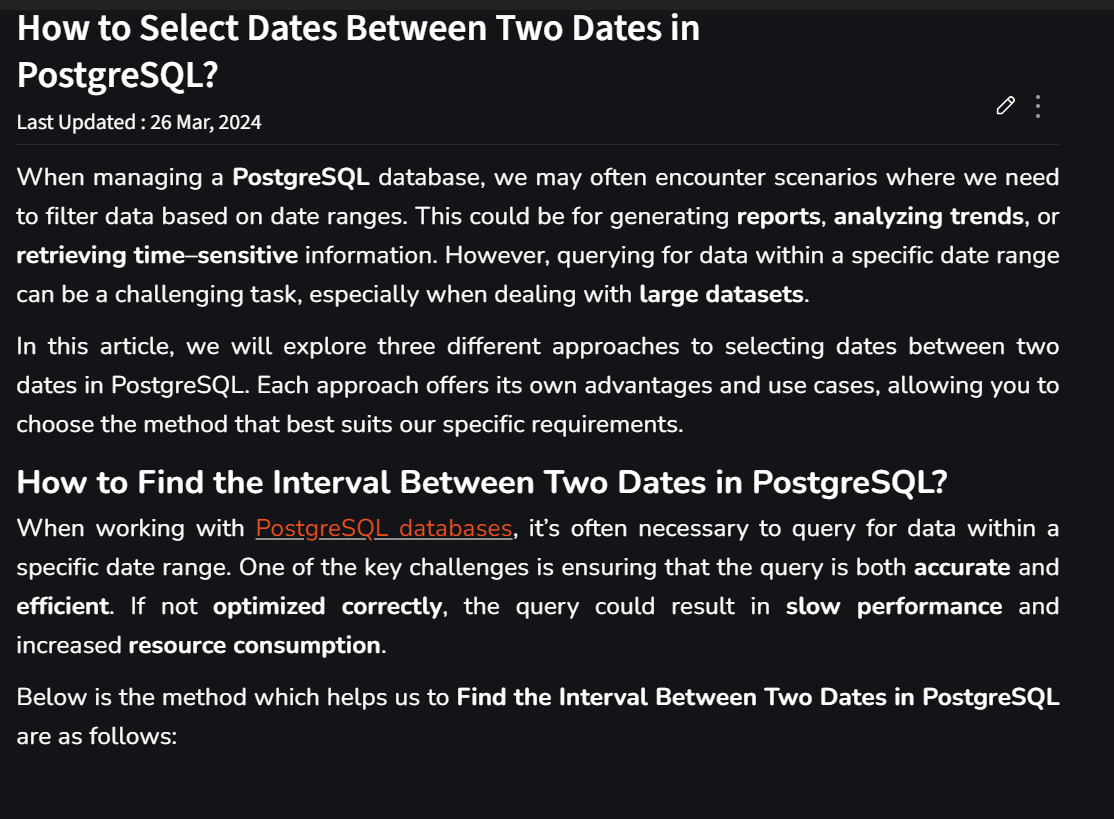 How to Select Dates Between Two Dates in
PostgreSQL?
Last Updated : 26 Mar, 2024
When managing a PostgreSQL database, we may often encounter scenarios where we need
to filter data based on date ranges. This could be for generating reports, analyzing trends, or
retrieving time–sensitive information. However, querying for data within a specific date range
can be a challenging task, especially when dealing with large datasets.
In this article, we will explore three different approaches to selecting dates between two
dates in PostgreSQL. Each approach offers its own advantages and use cases, allowing you to
choose the method that best suits our specific requirements.
How to Find the Interval Between Two Dates in PostgreSQL?
When working with PostgreSQL databases, it’s often necessary to query for data within a
specific date range. One of the key challenges is ensuring that the query is both accurate and
efficient. If not optimized correctly, the query could result in slow performance and
increased resource consumption.
Below is the method which helps us to Find the Interval Between Two Dates in PostgreSQL
are as follows: